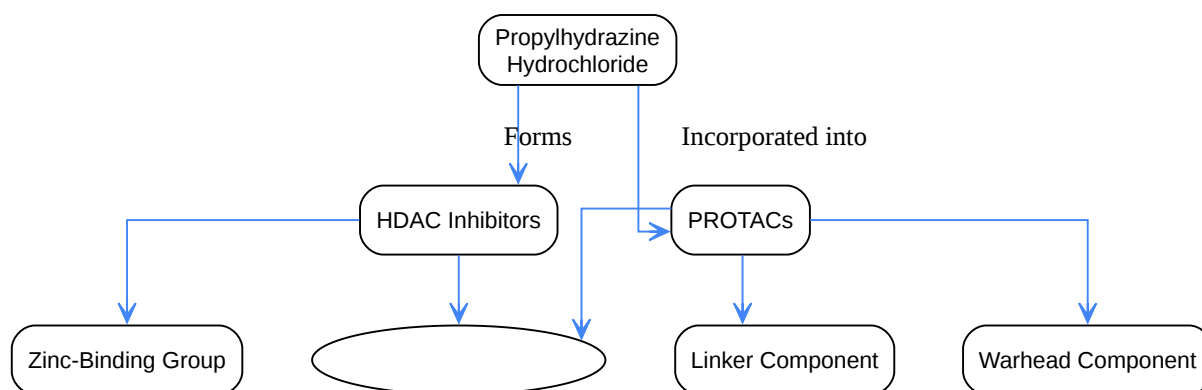 Propylhydrazine
Hydrochloride
Forms
Incorporated into
HDAC Inhibitors
PROTACs
Zinc-Binding Group
Linker Component
Warhead Component